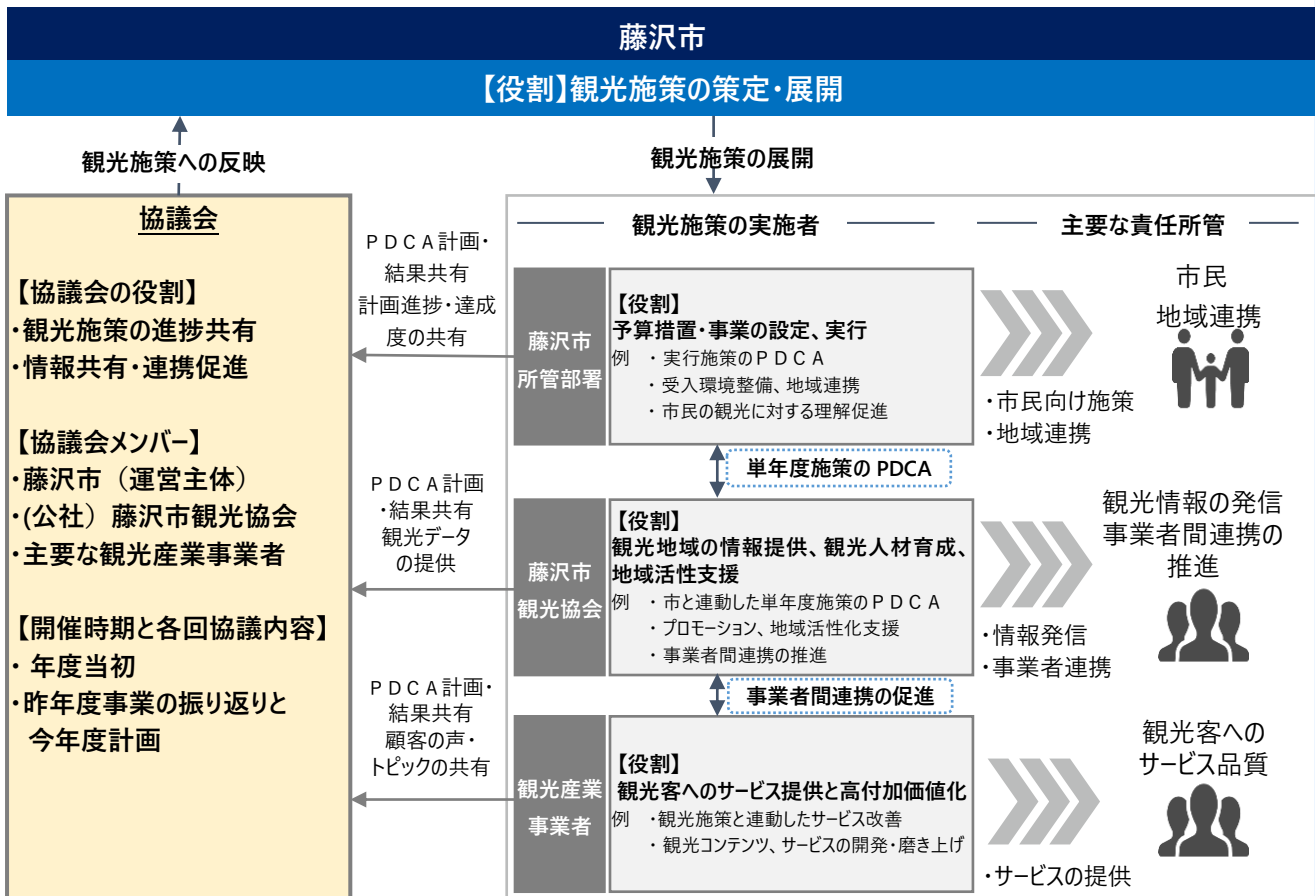 藤沢市
【役割】観光施策の策定・展開
観光施策への反映
観光施策の展開
協議会
【協議会の役割】
・観光施策の進捗共有
・情報共有・連携促進
【協議会メンバー】
・藤沢市（運営主体）
・(公社）藤沢市観光協会
・主要な観光産業事業者
【開催時期と各回協議内容】
・ 年度当初
・昨年度事業の振り返りと
今年度計画
ＰＤＣＡ計画・
結果共有
計画進捗・達成
度の共有
ＰＤＣＡ計画
・結果共有
観光データ
の提供
ＰＤＣＡ計画・
結果共有
顧客の声・
トピックの共有
観光施策の実施者
主要な責任所管
藤沢市
所管部署
【役割】
予算措置・事業の設定、実行
例　・実行施策のＰＤＣＡ
・受入環境整備、地域連携
・市民の観光に対する理解促進
・市民向け施策
・地域連携
市民
地域連携
単年度施策の PDCA
藤沢市
観光協会
【役割】
観光地域の情報提供、観光人材育成、
地域活性支援
例　・市と連動した単年度施策のＰＤＣＡ
・プロモーション、地域活性化支援
・事業者間連携の推進
・情報発信
・事業者連携
観光情報の発信
事業者間連携の
推進
事業者間連携の促進
観光産業
事業者
【役割】
観光客へのサービス提供と高付加価値化
例　・観光施策と連動したサービス改善
・観光コンテンツ、サービスの開発・磨き上げ
・サービスの提供
観光客への
サービス品質